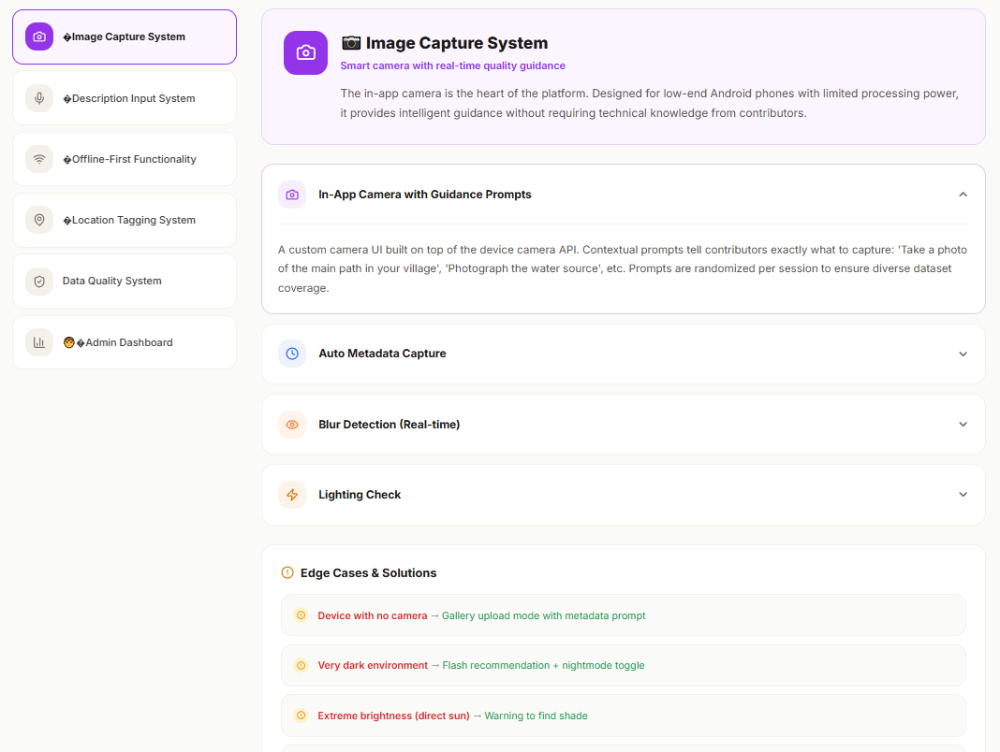 �Image Capture System
�Description Input System
�Offline-First Functionality
�Location Tagging System
Data Quality System
🧑�Admin Dashboard
📷 Image Capture System
Smart camera with real-time quality guidance
The in-app camera is the heart of the platform. Designed for low-end Android phones with limited processing power,
it provides intelligent guidance without requiring technical knowledge from contributors.
In-App Camera with Guidance Prompts
A custom camera UI built on top of the device camera API. Contextual prompts tell contributors exactly what to capture: 'Take a photo
of the main path in your village', 'Photograph the water source', etc. Prompts are randomized per session to ensure diverse dataset
coverage.
Auto Metadata Capture
Blur Detection (Real-time)
Lighting Check
Edge Cases & Solutions
Device with no camera → Gallery upload mode with metadata prompt
Very dark environment → Flash recommendation + nightmode toggle
Extreme brightness (direct sun) → Warning to find shade